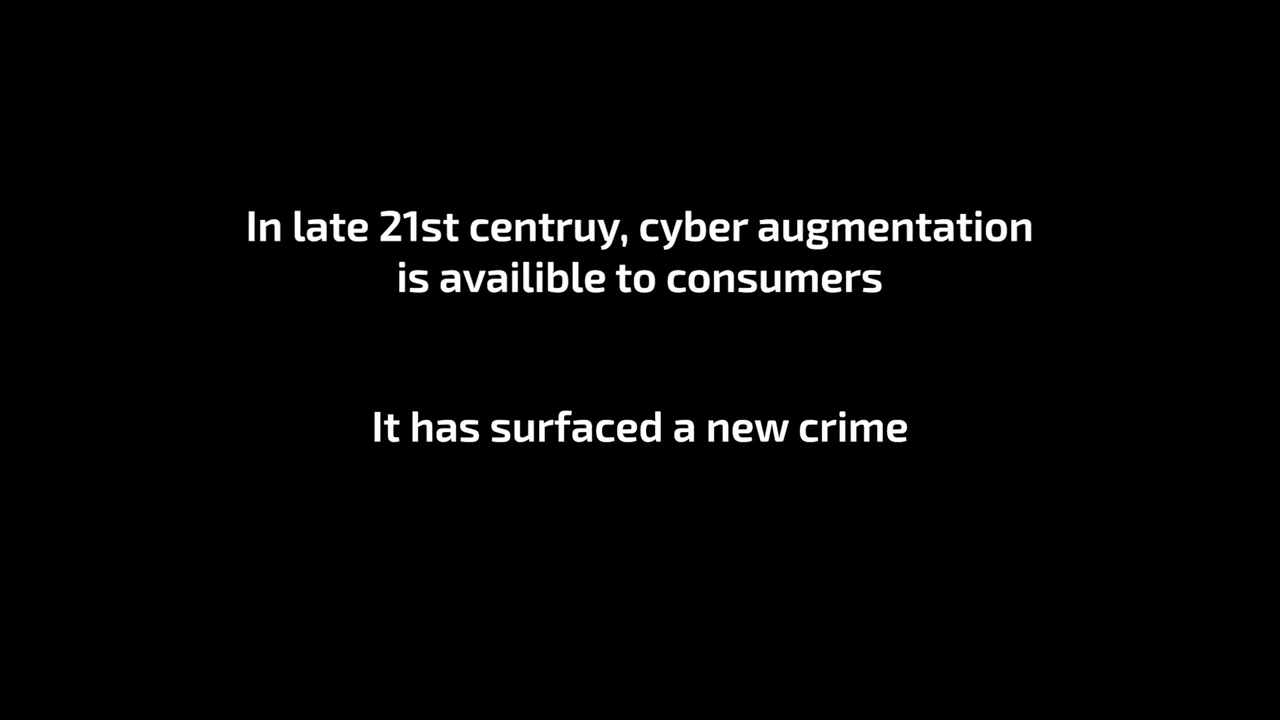 In late 21st centruy, cyber augmentation
is availible to consumers
It has surfaced a new crime